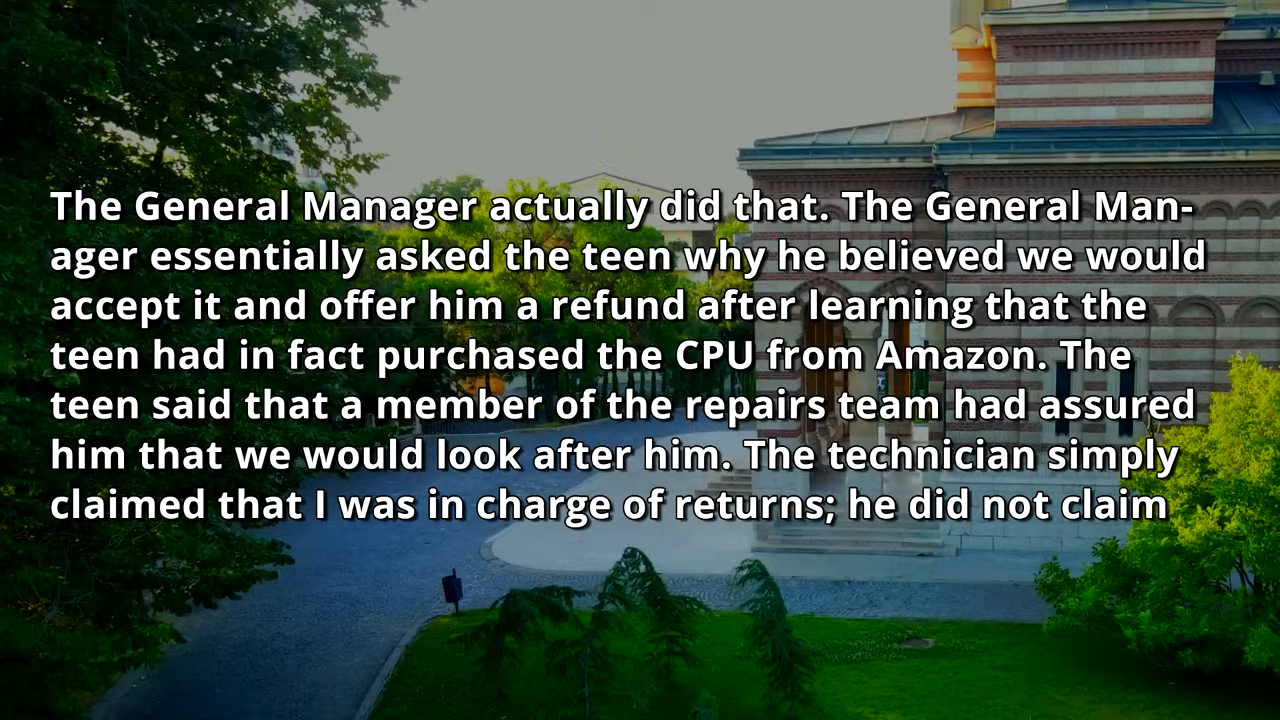 The General Manager actually did that. The General Man-
ager essentially asked the teen why he believed we would
accept it and offer him a refund after learning that the
teen had in fact purchased the CPU from Amazon. The
teen said that a member of the repairs team had assured
him that we would look after him. The technician simply
claimed that I was in charge of returns; he did not claim